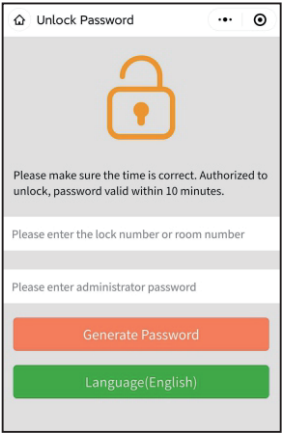 Unlock Password
Please make sure the time is correct. Authorized to
unlock, password valid within 10 minutes.
Please enter the lock number or room number
Please enter administrator password
Generate Password
Language(English)